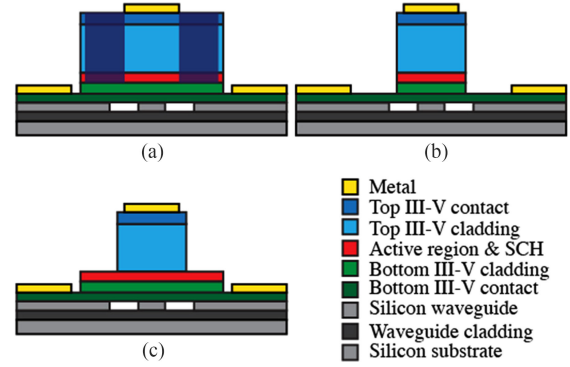 (a)
(b)
(c)
Metal
Top III-V contact
Top III-V cladding
Active region & SCH
Bottom III-V cladding
Bottom III-V contact
Silicon waveguide
Waveguide cladding
Silicon substrate